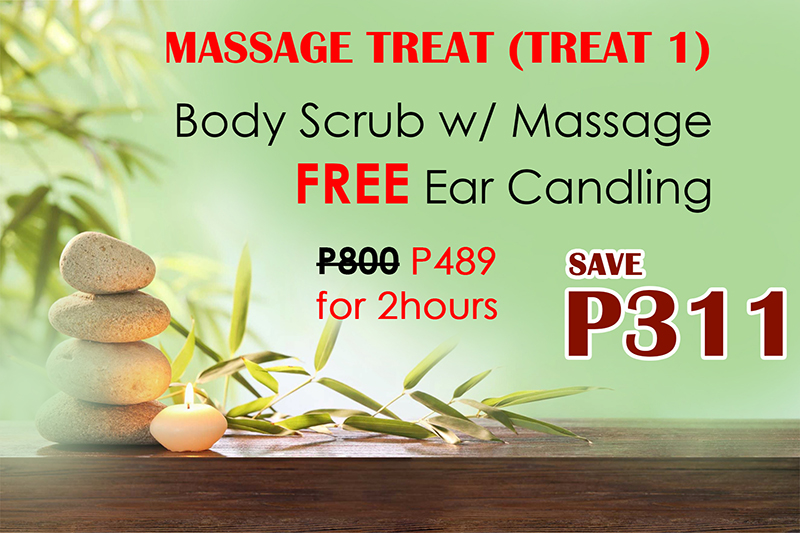 MASSAGE TREAT (TREAT 1)
Body Scrub w/ Massage
FREE Ear Candling
P800 P489
for 2hours
SAVE
P311